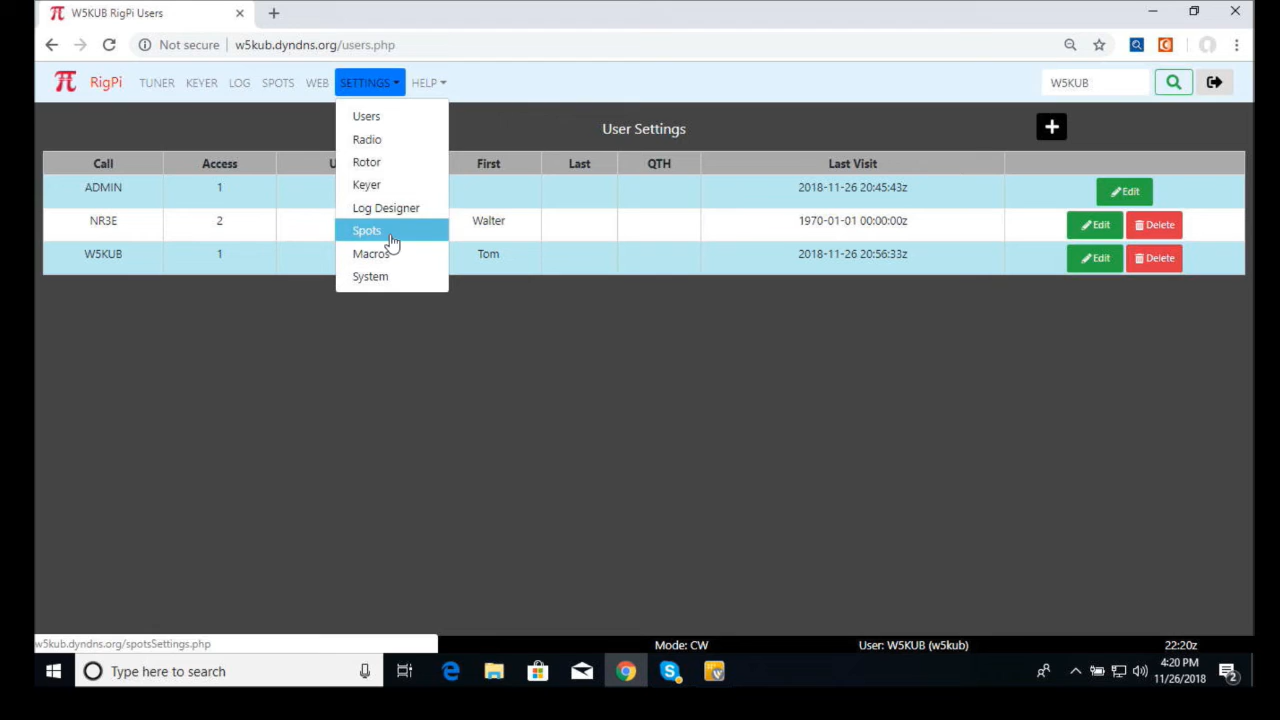 W5KUB RigPi Users
Not secure | w5kub.dyndns.org/users.php
RigPi TUNER KEYER LOG SPOTS WEB SETTINGS HELP W5KUB
Users
Radio
Rotor
Keyer
Log Designer
Spots
Macros
System
User Settings
Call Access U First Last QTH Last Visit
ADMIN 1 2018-11-26 20:45:43z Edit
NR3E 2 Walter 1970-01-01 00:00:00z Edit Delete
W5KUB 1 Tom 2018-11-26 20:56:33z Edit Delete
w5kub.dyndns.org/spotsSettings.php
Mode: CW User: W5KUB (w5kub) 22:20z
Type here to search
4:20 PM
11/26/2018
2